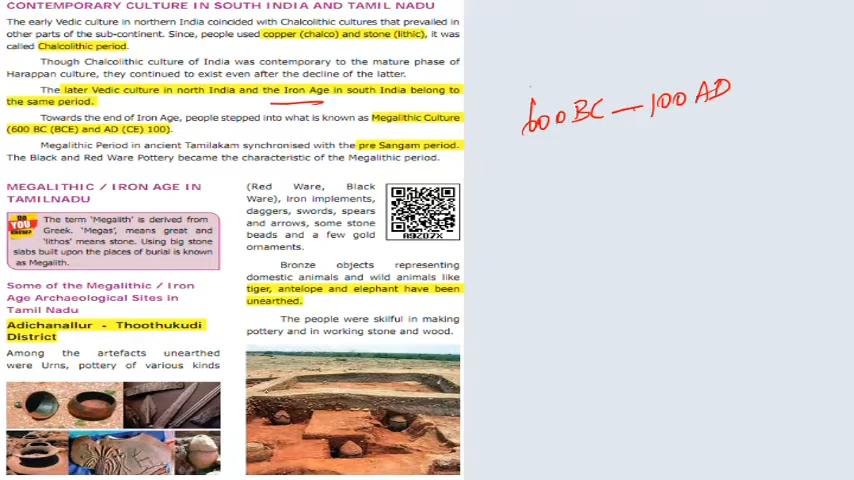 CONTEMPORARY CULTURE IN SOUTH INDIA AND TAMIL NADU
The early Vedic culture in northern India coincided with Chalcolithic cultures that prevailed in
other parts of the sub-continent. Since, people used copper (chalco) and stone (lithic), it was
called Chalcolithic period.
Though Chalcolithic culture of India was contemporary to the mature phase of
Harappan culture, they continued to exist even after the decline of the latter.
The later Vedic culture in north India and the Iron Age in south India belong to
the same period.
Towards the end of Iron Age, people stepped into what is known as Megalithic Culture
(600 BC (BCE) and AD (CE) 100).
Megalithic Period in ancient Tamilakam synchronised with the pre Sangam period.
The Black and Red Ware Pottery became the characteristic of the Megalithic period.
MEGALITHIC / IRON AGE IN
TAMILNADU
DO
YOU
KNOW?
The term 'Megalith' is derived from
Greek. 'Megas', means great and
'lithos' means stone. Using big stone
slabs built upon the places of burial is known
as Megalith.
Some of the Megalithic / Iron
Age Archaeological Sites in
Tamil Nadu
Adichanallur - Thoothukudi
District
Among the artefacts unearthed
were Urns, pottery of various kinds
(Red Ware, Black
Ware), Iron implements,
daggers, swords, spears
and arrows, some stone
beads and a few gold
ornaments.
A9Z07X
Bronze objects representing
domestic animals and wild animals like
tiger, antelope and elephant have been
unearthed.
The people were skilful in making
pottery and in working stone and wood.
600 BC — 100 AD